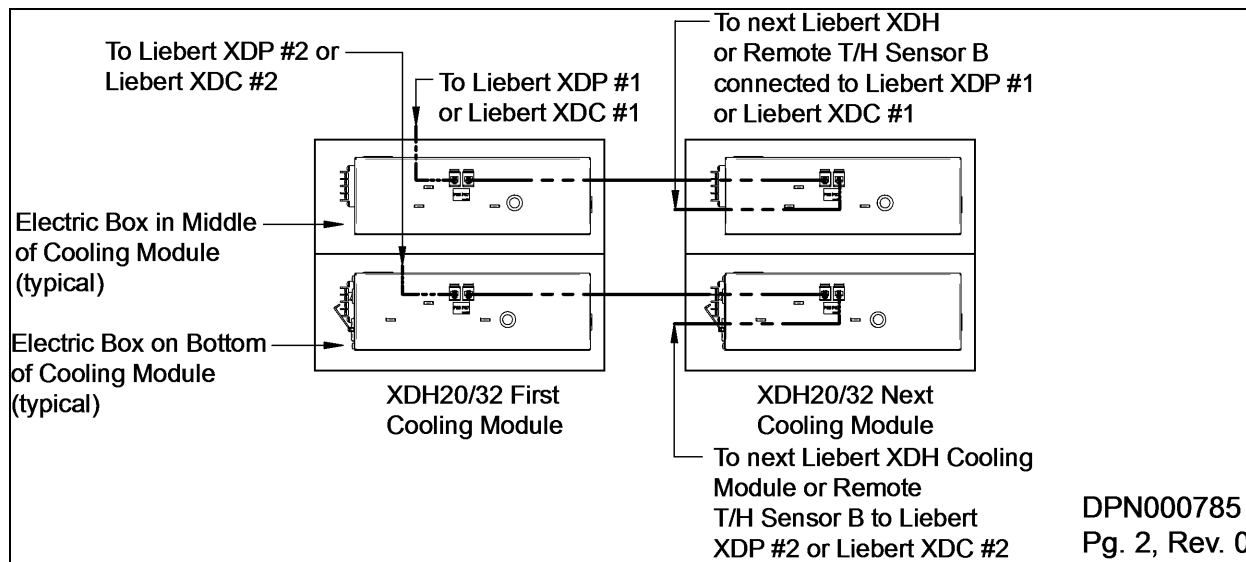 To Liebert XDP #2 or
Liebert XDC #2
To Liebert XDP #1
or Liebert XDC #1
To next Liebert XDH
or Remote T/H Sensor B
connected to Liebert XDP #1
or Liebert XDC #1
Electric Box in Middle
of Cooling Module
(typical)
Electric Box on Bottom
of Cooling Module
(typical)
XDH20/32 First
Cooling Module
XDH20/32 Next
Cooling Module
To next Liebert XDH Cooling
Module or Remote
T/H Sensor B to Liebert
XDP #2 or Liebert XDC #2
DPN000785
Pg. 2, Rev. 0